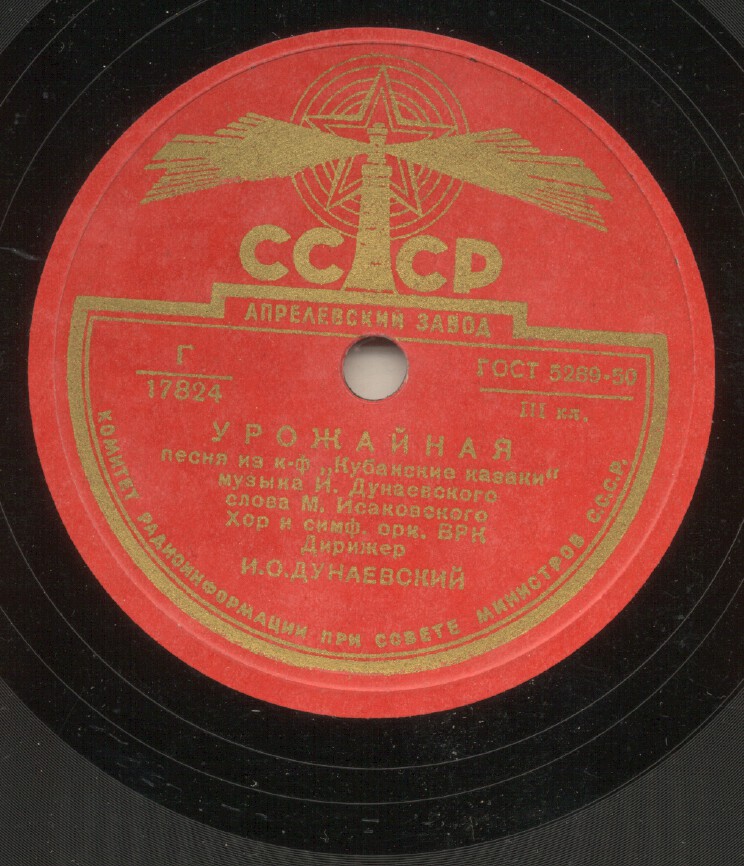 СССР
АПРЕЛЕВСКИЙ ЗАВОД
Г
17824
ГОСТ 5289-50
III кл.
УРОЖАЙНАЯ
песня из к-ф „Кубанские казаки"
музыка И. Дунаевского
слова М. Исаковского
Хор и симф. орк. ВРК
Дирижер
И.О.ДУНАЕВСКИЙ
КОМИТЕТ РАДИОИНФОРМАЦИИ ПРИ СОВЕТЕ МИНИСТРОВ С.С.С.Р.